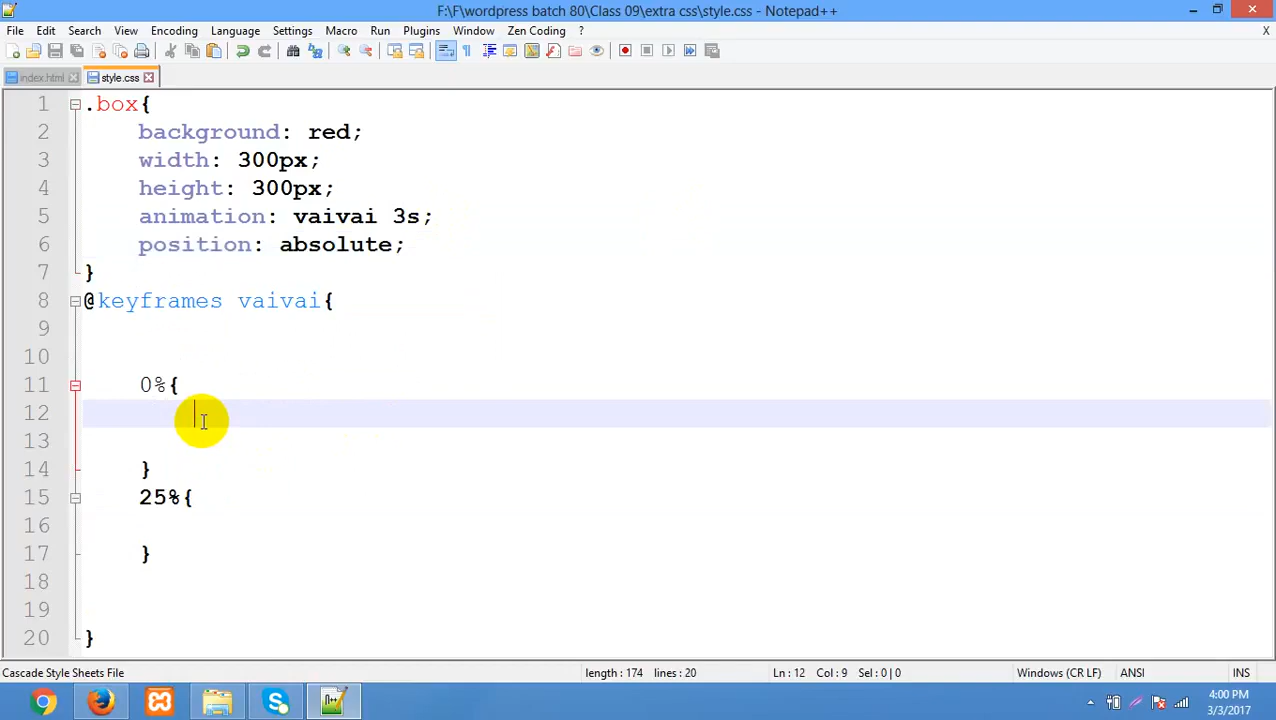 F:\F\wordpress batch 80\Class 09\extra css\style.css - Notepad++
File Edit Search View Encoding Language Settings Macro Run Plugins Window Zen Coding ? X
index.html style.css
1 .box{
2 background: red;
3 width: 300px;
4 height: 300px;
5 animation: vaivai 3s;
6 position: absolute;
7 }
8 @keyframes vaivai{
9
10
11 0%{
12
13
14 }
15 25%{
16
17 }
18
19
20 }
Cascade Style Sheets File length : 174 lines : 20 Ln : 12 Col : 9 Sel : 0 | 0 Windows (CR LF) ANSI INS
4:00 PM
3/3/2017